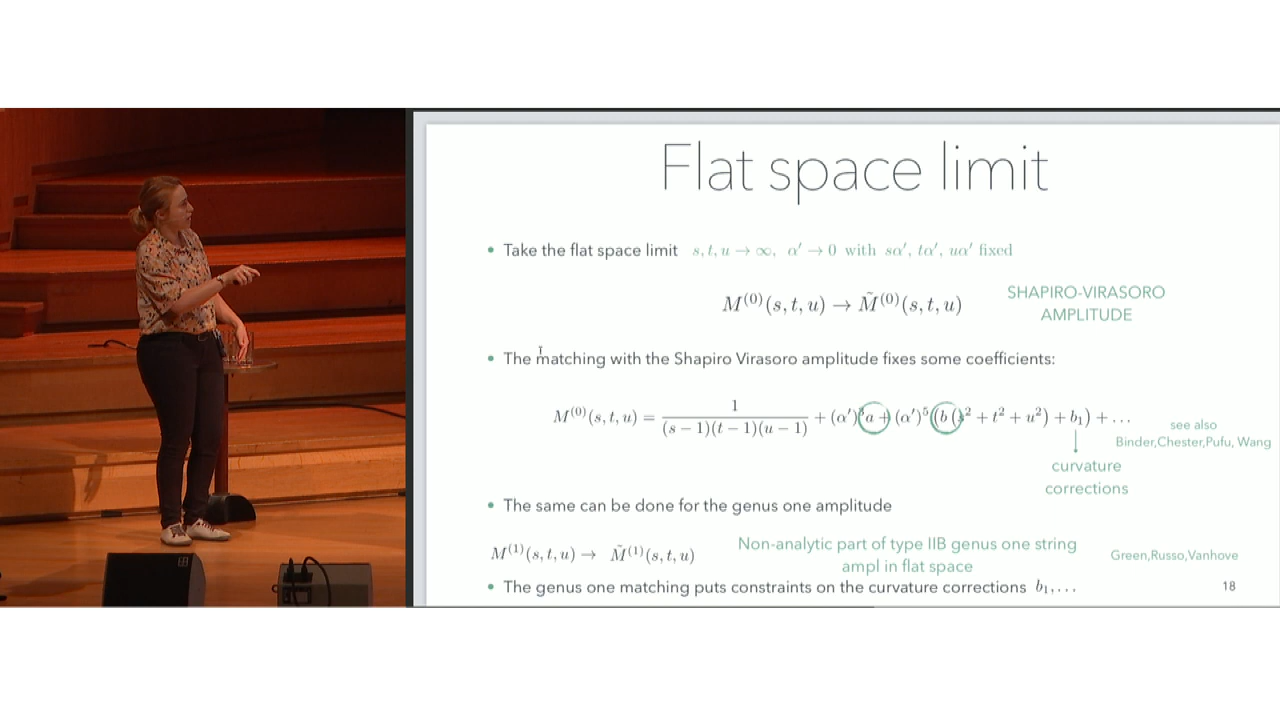 Flat space limit
• Take the flat space limit s, t, u → ∞, α′ → 0 with sα′, tα′, uα′ fixed
M^{(0)}(s, t, u) → \tilde{M}^{(0)}(s, t, u)
SHAPIRO-VIRASORO
AMPLITUDE
• The matching with the Shapiro Virasoro amplitude fixes some coefficients:
M^{(0)}(s, t, u) = \frac{1}{(s − 1)(t − 1)(u − 1)} + (α′)^3 a + (α′)^5 (b (s^2 + t^2 + u^2) + b_1) + …
see also
Binder,Chester,Pufu, Wang
curvature
corrections
• The same can be done for the genus one amplitude
M^{(1)}(s, t, u) → \tilde{M}^{(1)}(s, t, u)
Non-analytic part of type IIB genus one string
ampl in flat space
Green,Russo,Vanhove
• The genus one matching puts constraints on the curvature corrections b_1, …
18